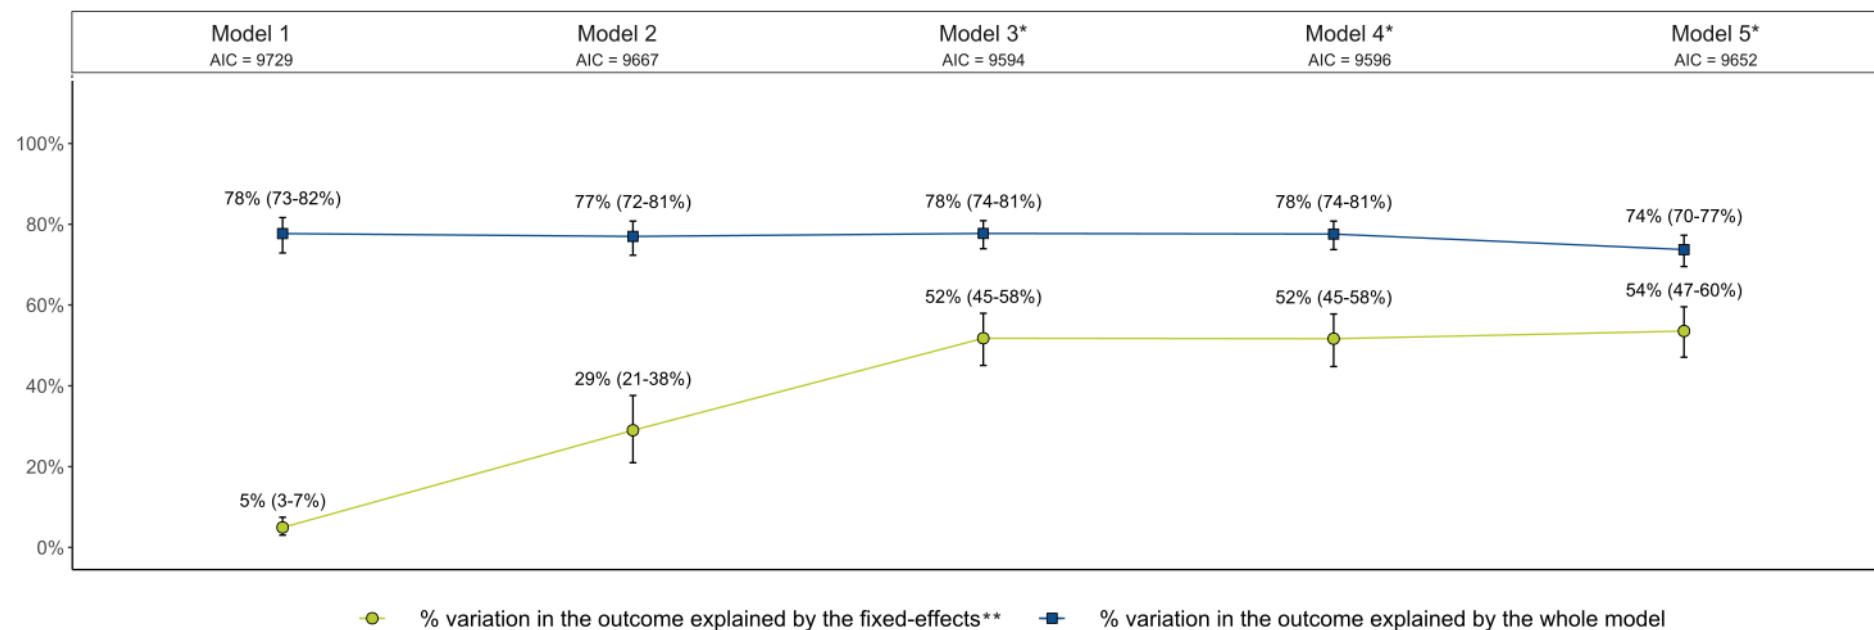 Model 1 Model 2 Model 3* Model 4* Model 5*
AIC = 9729 AIC = 9667 AIC = 9594 AIC = 9596 AIC = 9652
100%
78% (73-82%) 77% (72-81%) 78% (74-81%) 78% (74-81%) 74% (70-77%)
80%
60%
52% (45-58%) 52% (45-58%) 54% (47-60%)
40%
29% (21-38%)
20%
5% (3-7%)
0%
% variation in the outcome explained by the fixed-effects** % variation in the outcome explained by the whole model